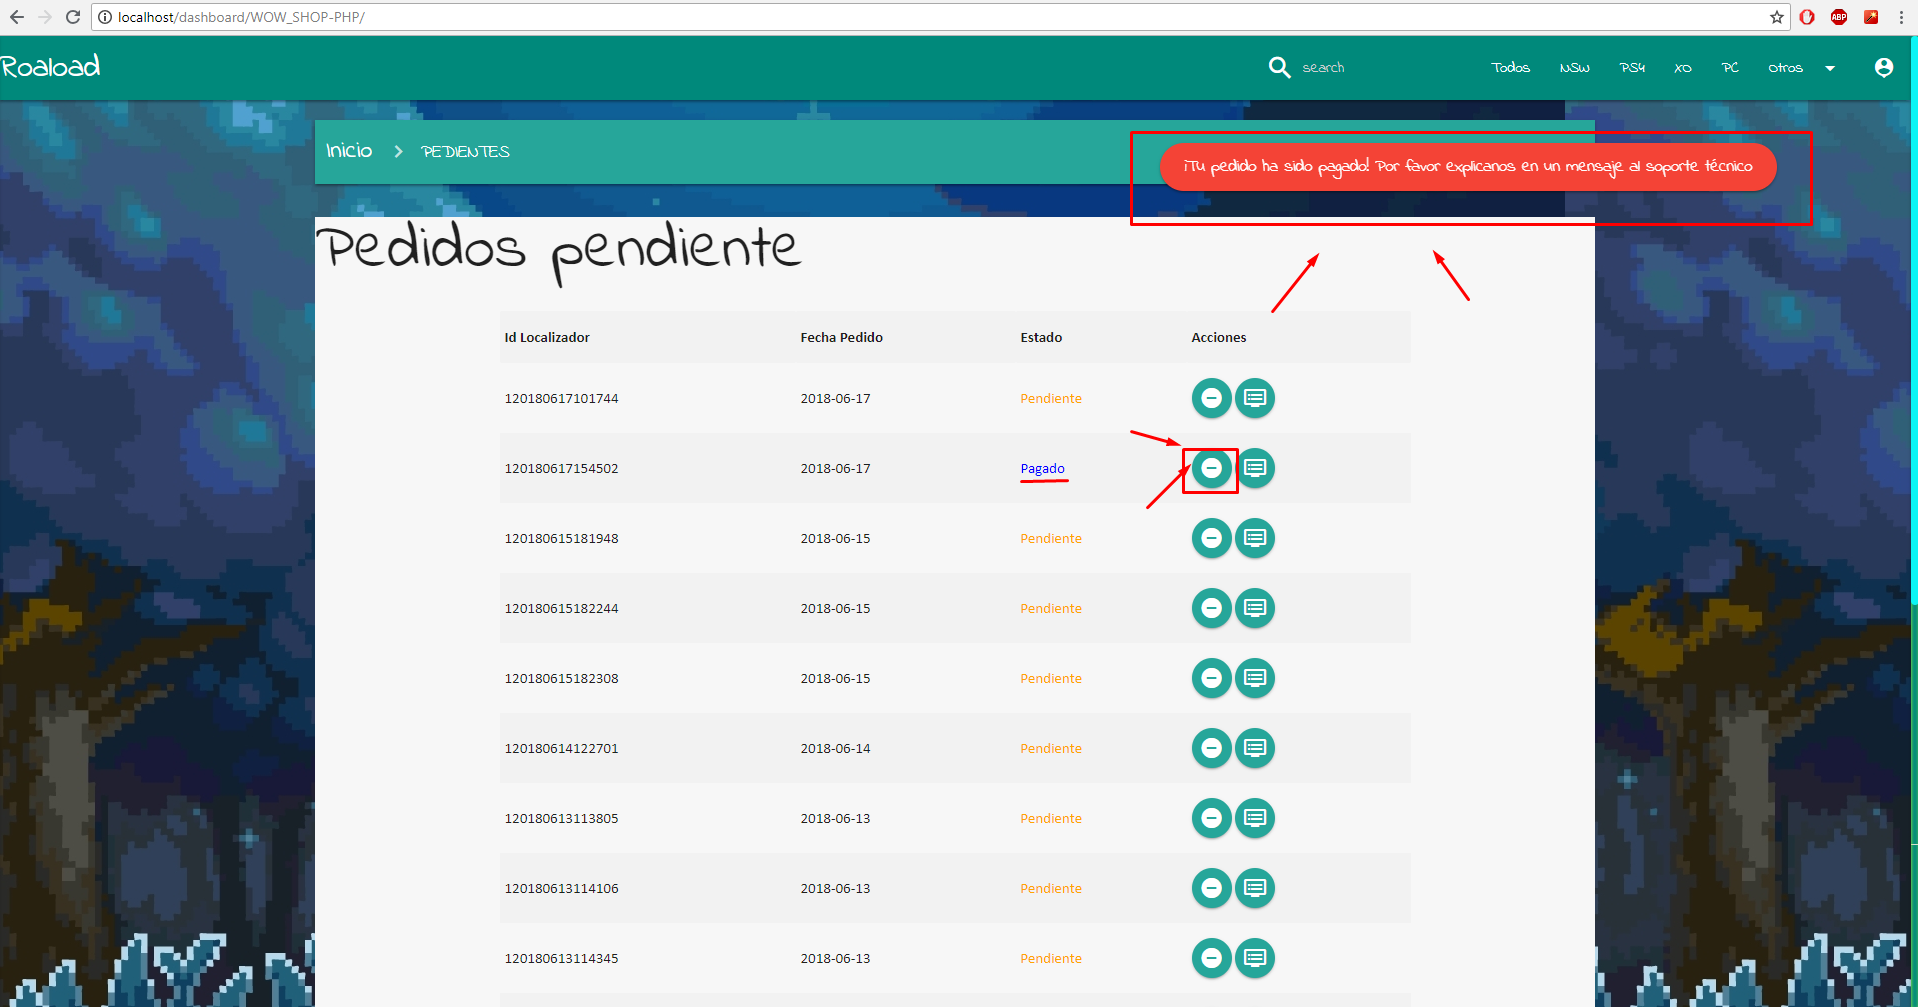 localhost/dashboard/WOW_SHOP-PHP/
ABP
Roaload
search
Todos NSW PS4 XO PC Otros
Inicio > PEDIENTES
¡Tu pedido ha sido pagado! Por favor explicanos en un mensaje al soporte técnico
Pedidos pendiente
Id Localizador Fecha Pedido Estado Acciones
120180617101744 2018-06-17 Pendiente
120180617154502 2018-06-17 Pagado
120180615181948 2018-06-15 Pendiente
120180615182244 2018-06-15 Pendiente
120180615182308 2018-06-15 Pendiente
120180614122701 2018-06-14 Pendiente
120180613113805 2018-06-13 Pendiente
120180613114106 2018-06-13 Pendiente
120180613114345 2018-06-13 Pendiente